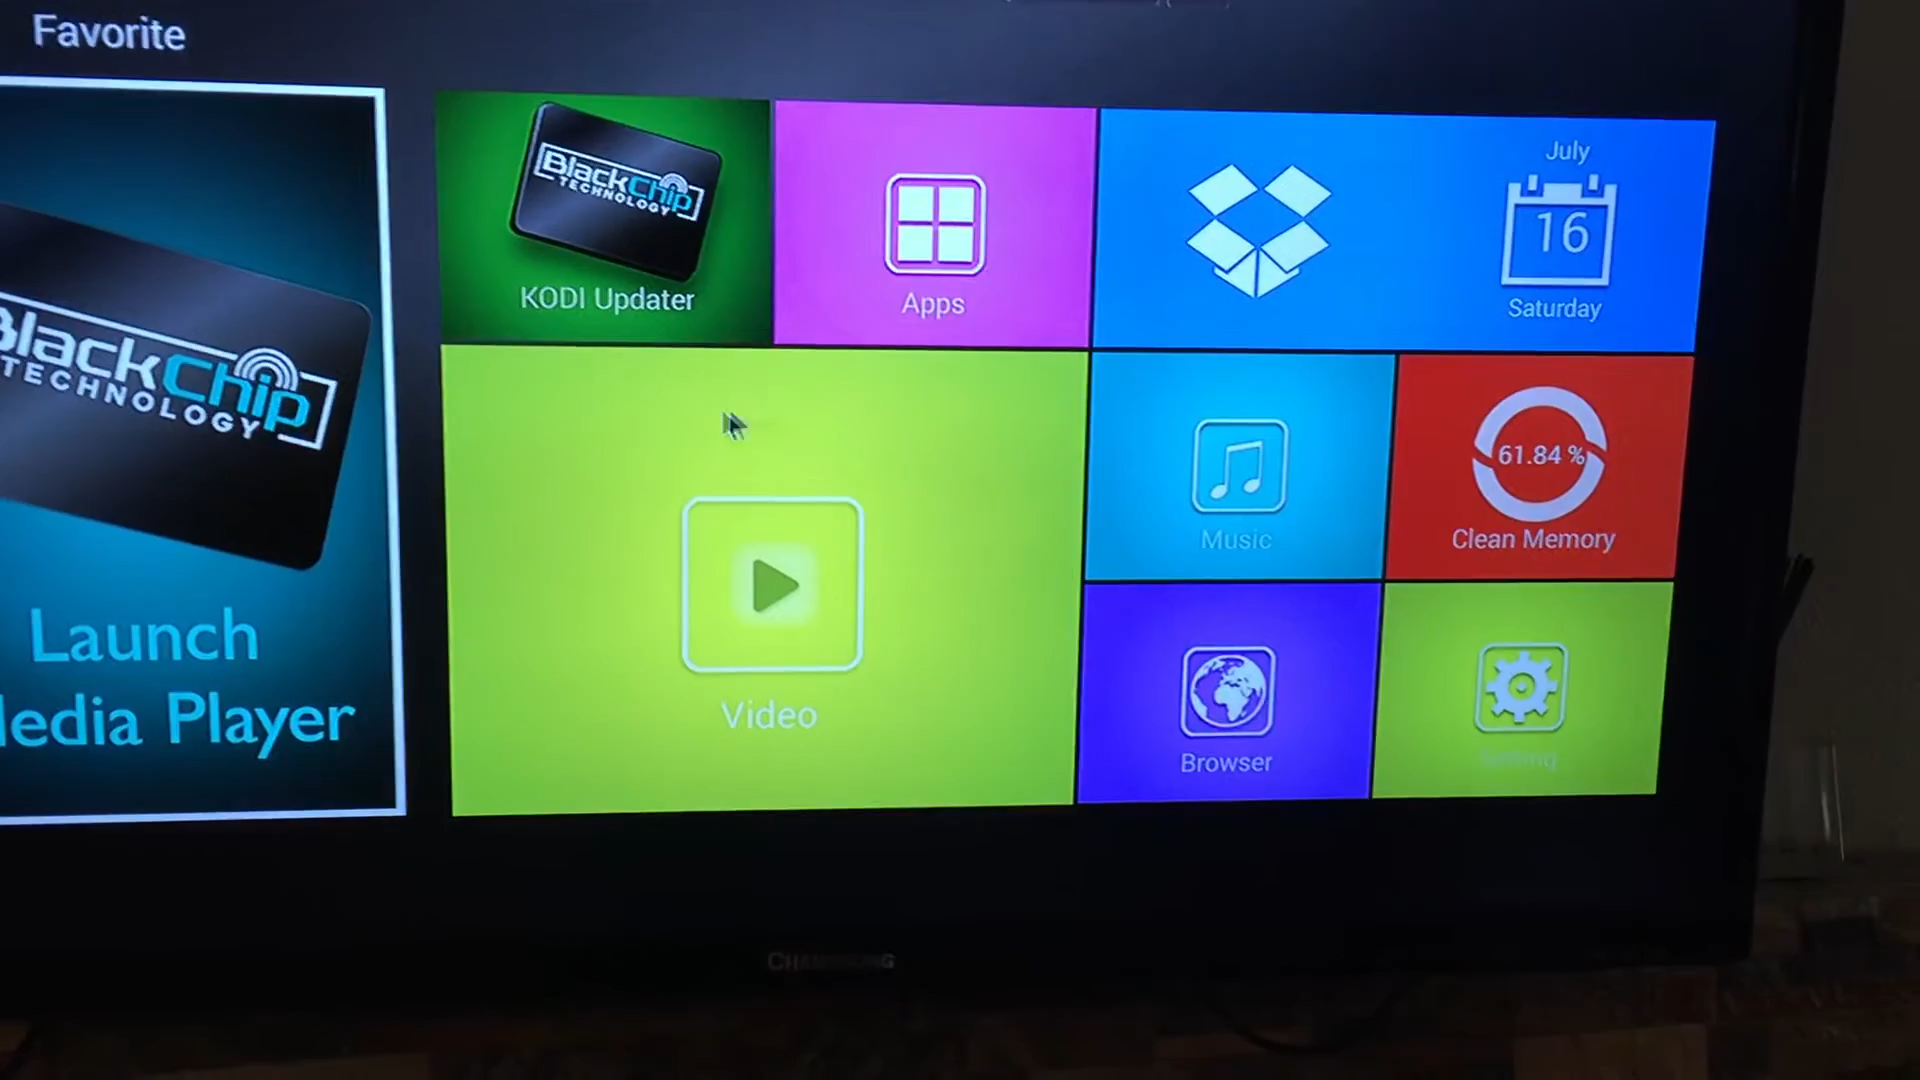 Favorite
BlackChip
TECHNOLOGY
KODI Updater
Apps
July
16
Saturday
BlackChip
TECHNOLOGY
Launch
Player
Video
Music
61.84 %
Clean Memory
Browser